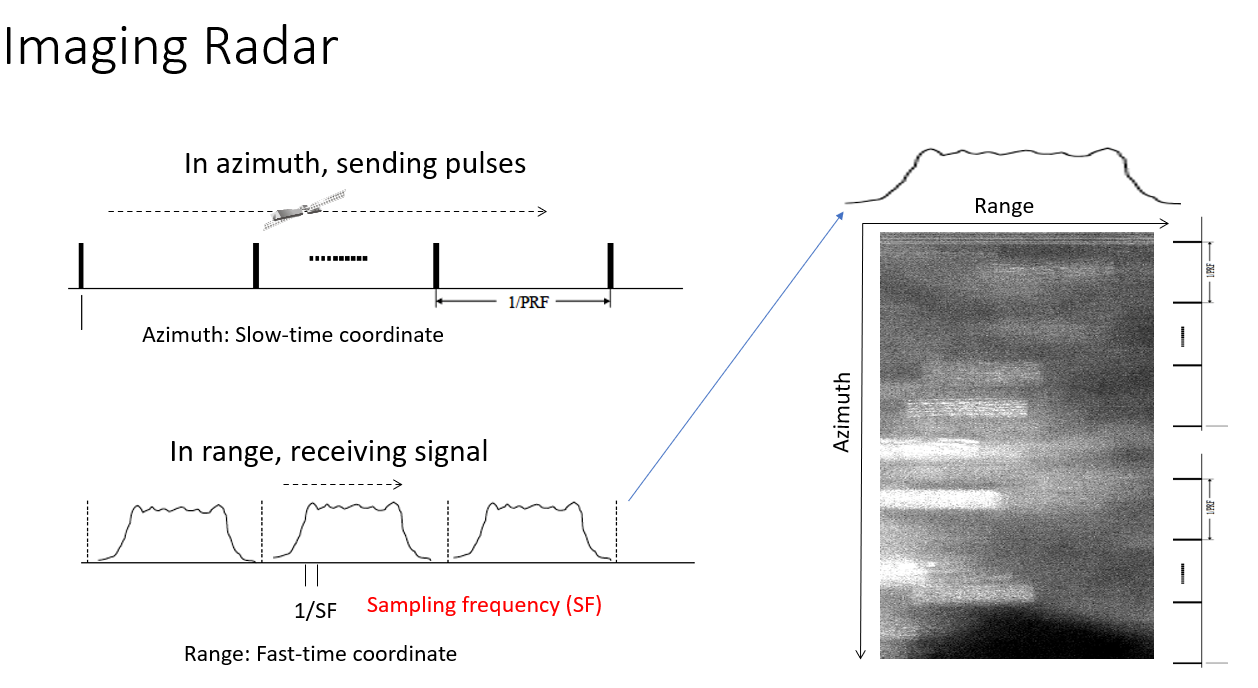 Imaging Radar
In azimuth, sending pulses
1/PRF
Azimuth: Slow-time coordinate
In range, receiving signal
1/SF
Sampling frequency (SF)
Range: Fast-time coordinate
Range
Azimuth
1/PRF
1/PRF